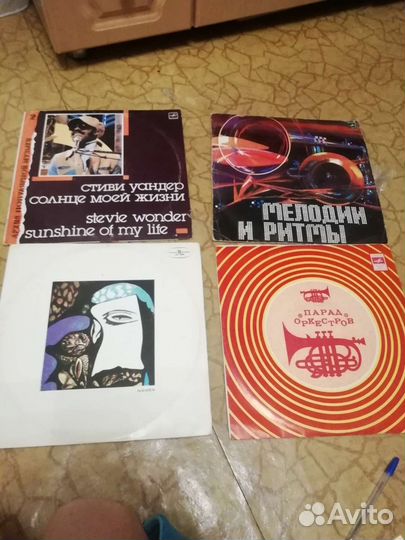 СТИВИ УАНДЕР
СОЛНЦЕ МОЕЙ ЖИЗНИ
stevie wonder
sunshine of my life
МЕЛОДИИ
И РИТМЫ
ПАРАД
ОРКЕСТРОВ
Avito